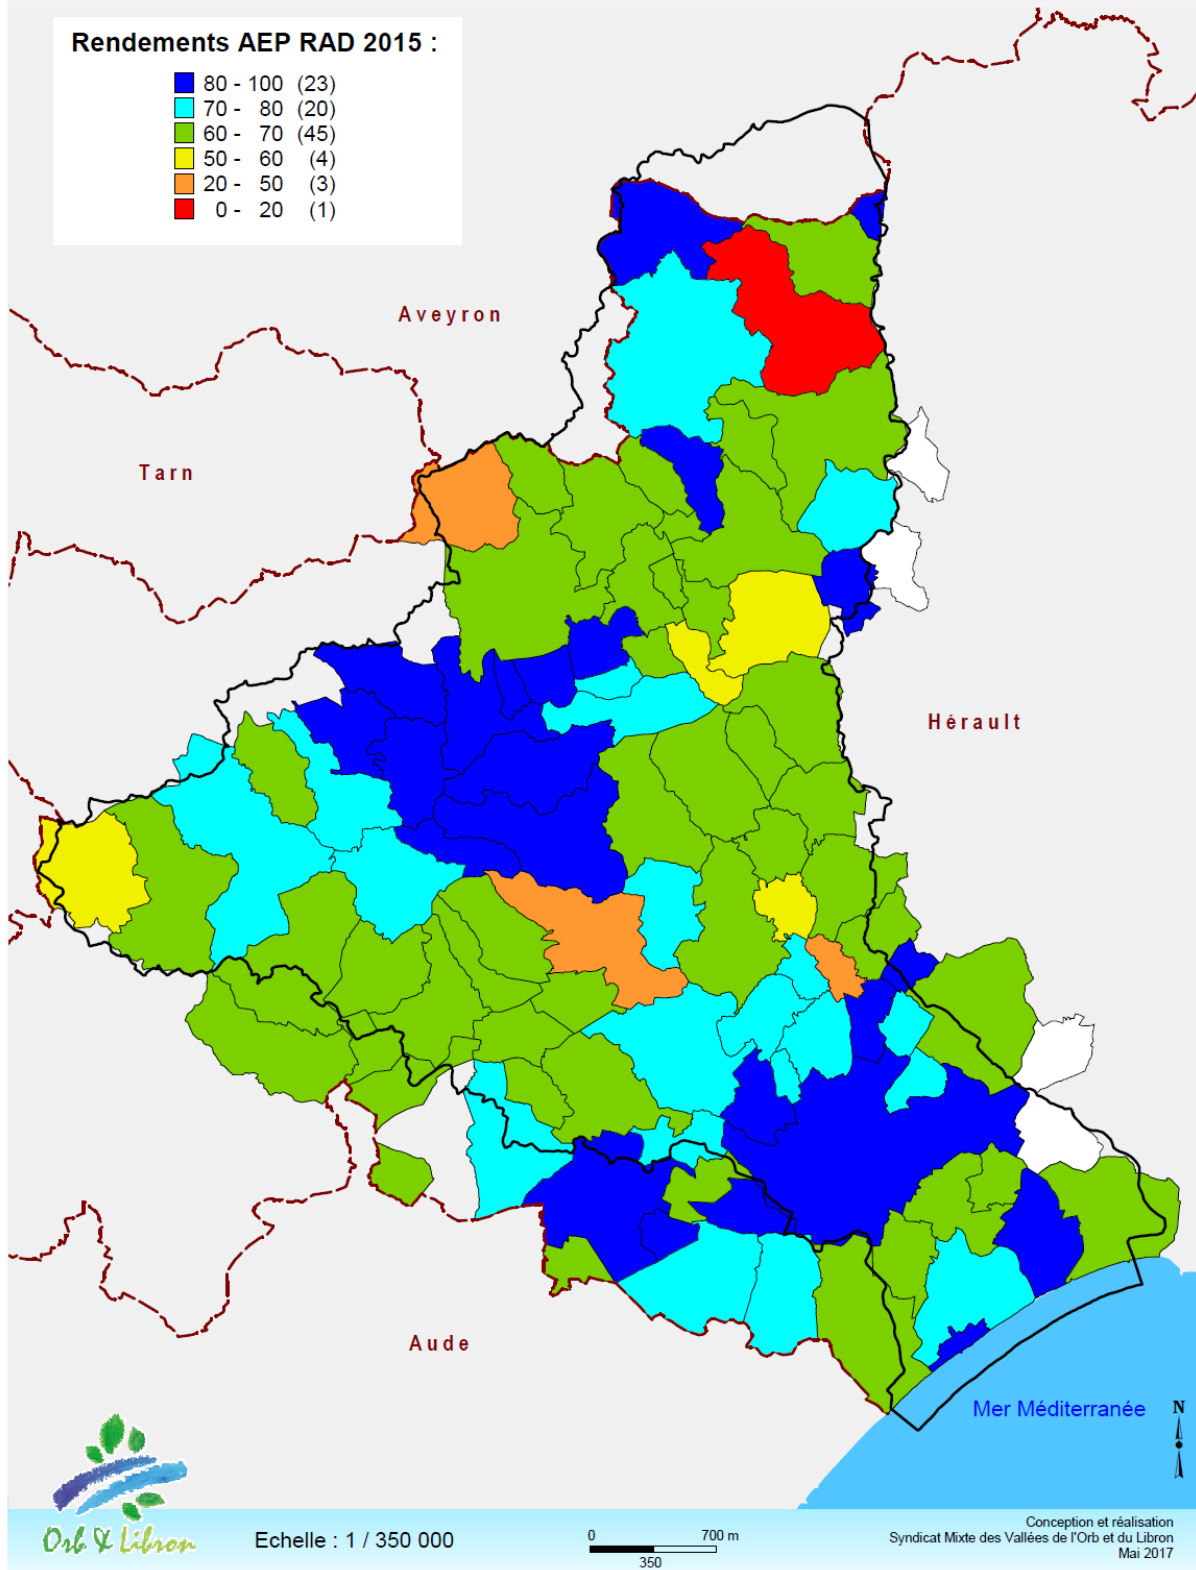 Rendements AEP RAD 2015 :
80 - 100 (23)
70 - 80 (20)
60 - 70 (45)
50 - 60 (4)
20 - 50 (3)
0 - 20 (1)
Aveyron
Tarn
Hérault
Aude
Mer Méditerranée
N
Orb & Libron
Echelle : 1 / 350 000
0 700 m
350
Conception et réalisation
Syndicat Mixte des Vallées de l'Orb et du Libron
Mai 2017